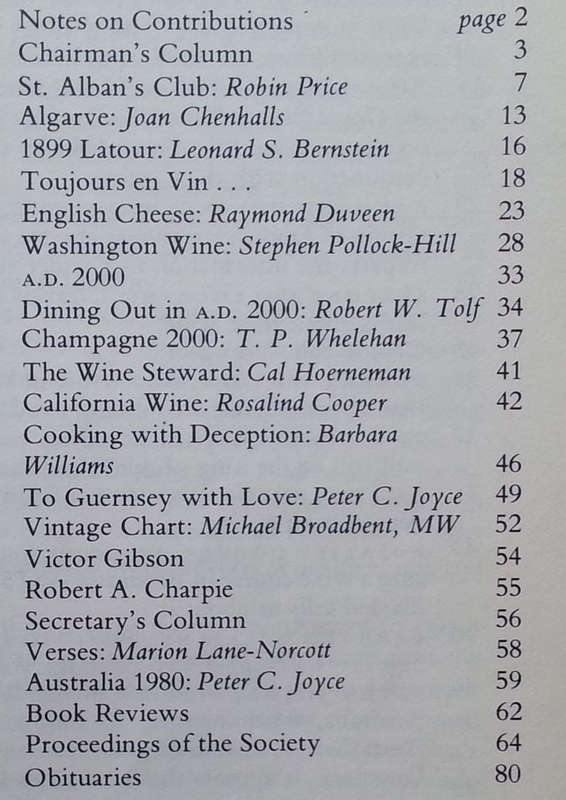 Notes on Contributions page 2
Chairman's Column 3
St. Alban's Club: Robin Price 7
Algarve: Joan Chenhalls 13
1899 Latour: Leonard S. Bernstein 16
Toujours en Vin . . . 18
English Cheese: Raymond Duveen 23
Washington Wine: Stephen Pollock-Hill 28
A.D. 2000 33
Dining Out in A.D. 2000: Robert W. Tolf 34
Champagne 2000: T. P. Whelehan 37
The Wine Steward: Cal Hoerneman 41
California Wine: Rosalind Cooper 42
Cooking with Deception: Barbara
Williams 46
To Guernsey with Love: Peter C. Joyce 49
Vintage Chart: Michael Broadbent, MW 52
Victor Gibson 54
Robert A. Charpie 55
Secretary's Column 56
Verses: Marion Lane-Norcott 58
Australia 1980: Peter C. Joyce 59
Book Reviews 62
Proceedings of the Society 64
Obituaries 80